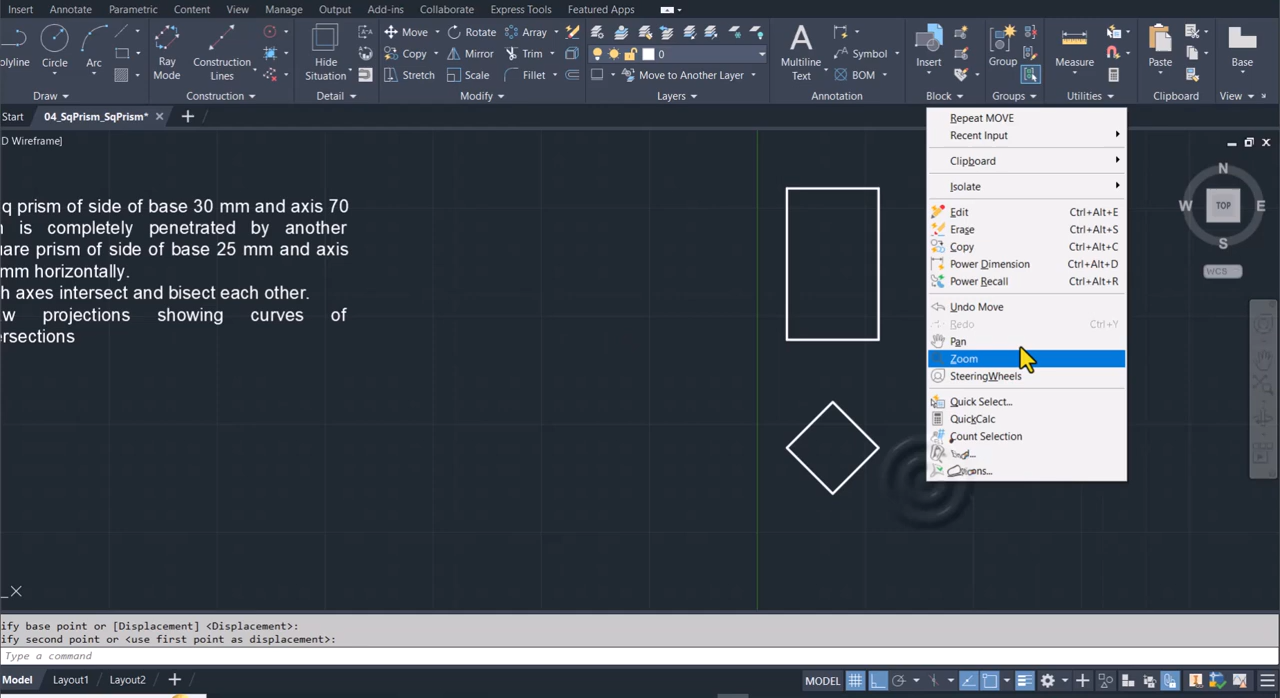 Insert Annotate Parametric Content View Manage Output Add-ins Collaborate Express Tools Featured Apps
olyline Circle Arc Ray Mode Construction Lines Hide Situation
Move Rotate Array
Copy Mirror Trim
Stretch Scale Fillet
0
Move to Another Layer
Multiline Text
Symbol
BOM
Insert Group Measure Paste Base
Draw Construction Detail Modify Layers Annotation Block Groups Utilities Clipboard View
Start 04_SqPrism_SqPrism*
D Wireframe]
q prism of side of base 30 mm and axis 70
n is completely penetrated by another
uare prism of side of base 25 mm and axis
mm horizontally.
h axes intersect and bisect each other.
w projections showing curves of
ersections
Repeat MOVE
Recent Input
Clipboard
Isolate
Edit Ctrl+Alt+E
Erase Ctrl+Alt+S
Copy Ctrl+Alt+C
Power Dimension Ctrl+Alt+D
Power Recall Ctrl+Alt+R
Undo Move
Redo Ctrl+Y
Pan
Zoom
SteeringWheels
Quick Select...
QuickCalc
Count Selection
N
W TOP E
S
WCS
X
ify base point or [Displacement] <Displacement>:
ify second point or <use first point as displacement>:
Type a command
Model Layout1 Layout2 MODEL